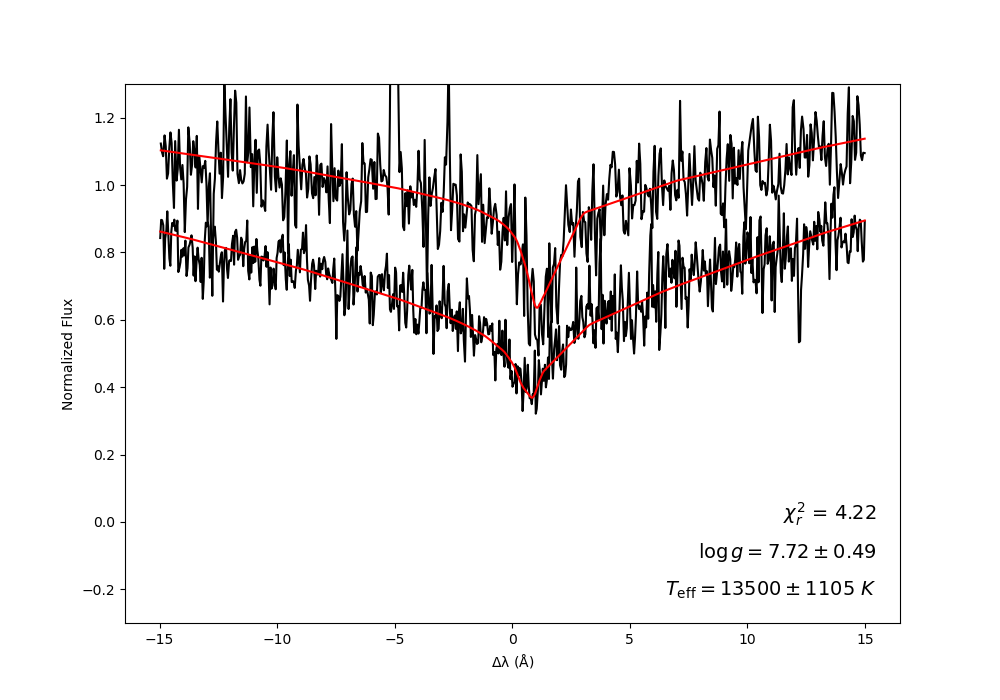 1.2
1.0
0.8
0.6
0.4
0.2
0.0
−0.2
Normalized Flux
χ²ᵣ = 4.22
log g = 7.72 ± 0.49
T_eff = 13500 ± 1105 K
−15 −10 −5 0 5 10 15
Δλ (Å)